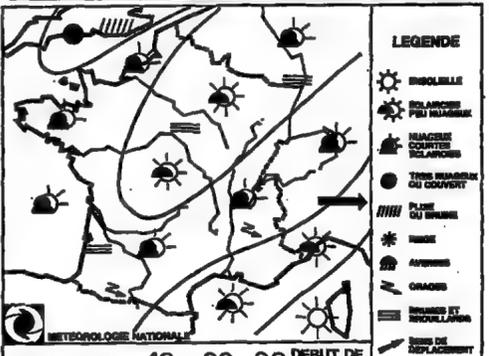 LEGENDE
ENSOLEILLE
ECLAIRCIES
PEU NUAGEUX
NUAGEUX
COURTES
ECLAIRCIES
TRES NUAGEUX
OU COUVERT
PLUIE
OU BRUINE
NEIGE
AVERSES
ORAGES
BRUMES ET
BROUILLARDS
SENS DE
DEPLACEMENT
METEOROLOGIE NATIONALE
DEBUT DE